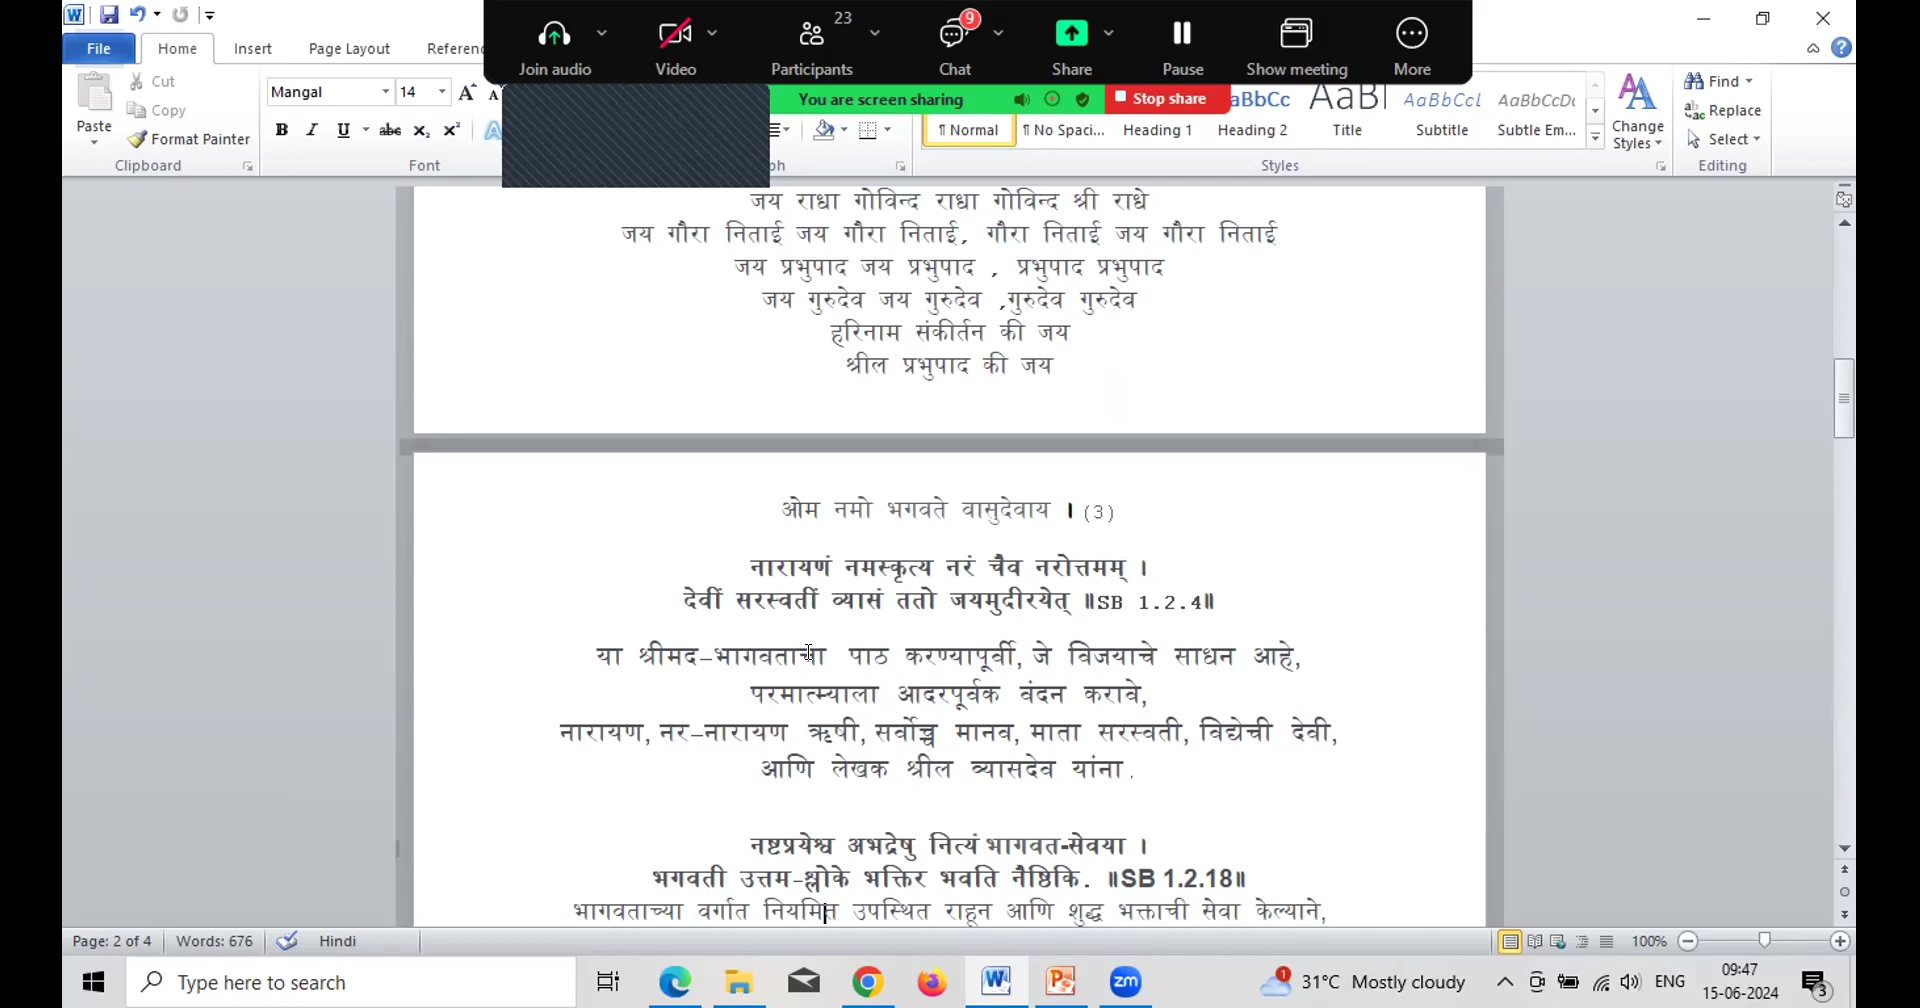 23
9
Join audio
Video
Participants
Chat
Share
Pause
Show meeting
More
You are screen sharing
Stop share
File
Home
Insert
Page Layout
Cut
Copy
Format Painter
Paste
Clipboard
Mangal
14
Font
Normal
No Spaci...
Heading 1
Heading 2
Title
Subtitle
Subtle Em...
Styles
Change Styles
Find
Replace
Select
Editing
जय राधा गोविन्द राधा गोविन्द श्री राधे
जय गौरा निताई जय गौरा निताई, गौरा निताई जय गौरा निताई
जय प्रभुपाद जय प्रभुपाद , प्रभुपाद प्रभुपाद
जय गुरुदेव जय गुरुदेव ,गुरुदेव गुरुदेव
हरिनाम संकीर्तन की जय
श्रील प्रभुपाद की जय
ओम नमो भगवते वासुदेवाय । (3)
नारायणं नमस्कृत्य नरं चैव नरोत्तमम् ।
देवीं सरस्वतीं व्यासं ततो जयमुदीरयेत् ॥SB 1.2.4॥
या श्रीमद-भागवताचा पाठ करण्यापूर्वी, जे विजयाचे साधन आहे,
परमात्म्याला आदरपूर्वक वंदन करावे,
नारायण, नर-नारायण ऋषी, सर्वोच्च मानव, माता सरस्वती, विद्येची देवी,
आणि लेखक श्रील व्यासदेव यांना.
नष्टप्रयेश्व अभद्रेषु नित्यं भागवत-सेवया ।
भगवती उत्तम-श्लोके भक्तिर भवति नैष्ठिकि. ॥SB 1.2.18॥
भागवताच्या वर्गात नियमित उपस्थित राहून आणि शुद्ध भक्ताची सेवा केल्याने,
Page: 2 of 4
Words: 676
Hindi
100%
Type here to search
31°C Mostly cloudy
ENG
09:47
15-06-2024
3